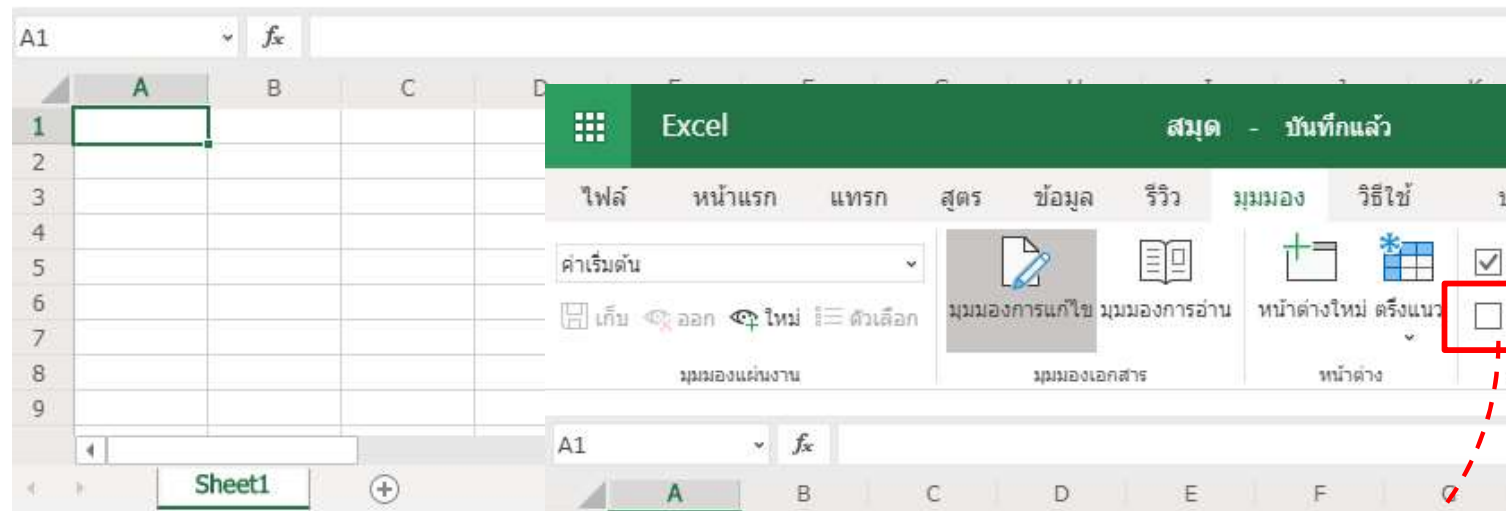 A1 fx
A B C D
1
2
3
4
5
6
7
8
9
Sheet1
Excel สมุด - บันทึกแล้ว
ไฟล์ หน้าแรก แทรก สูตร ข้อมูล รีวิว มุมมอง วิธีใช้
ค่าเริ่มต้น
เก็บ ออก ใหม่ ตัวเลือก มุมมองการแก้ไข มุมมองการอ่าน หน้าต่างใหม่ ตรึงแนว
มุมมองแผ่นงาน มุมมองเอกสาร หน้าต่าง
A1 fx
A B C D E F G